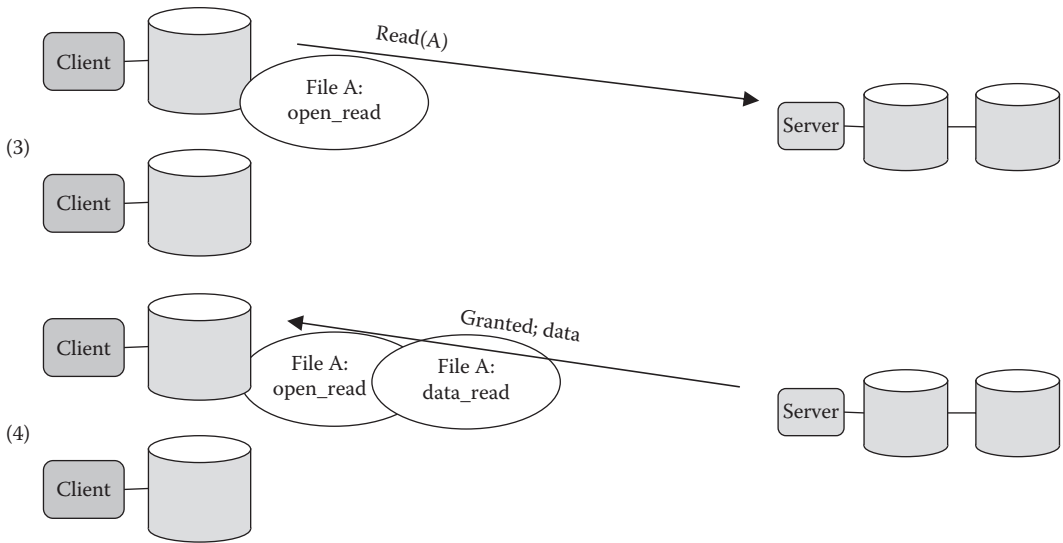 Read(A)
Client
File A:
open_read
Server
(3)
Client
Granted; data
Client
File A:
open_read
File A:
data_read
Server
(4)
Client